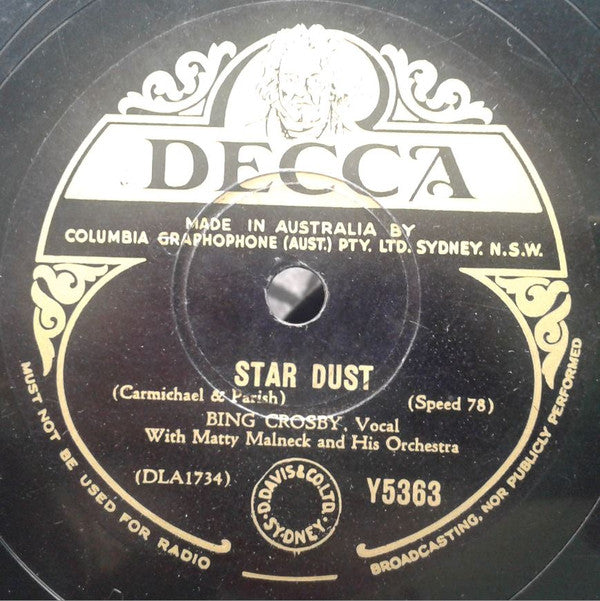 DECCA
MADE IN AUSTRALIA BY
COLUMBIA GRAPHOPHONE (AUST.) PTY. LTD. SYDNEY. N.S.W.
STAR DUST
(Carmichael & Parish) (Speed 78)
BING CROSBY, Vocal
With Matty Malneck and His Orchestra
(DLA1734)
D. DAVIS & CO. LTD. SYDNEY.
Y5363
MUST NOT BE USED FOR RADIO
BROADCASTING, NOR PUBLICLY PERFORMED